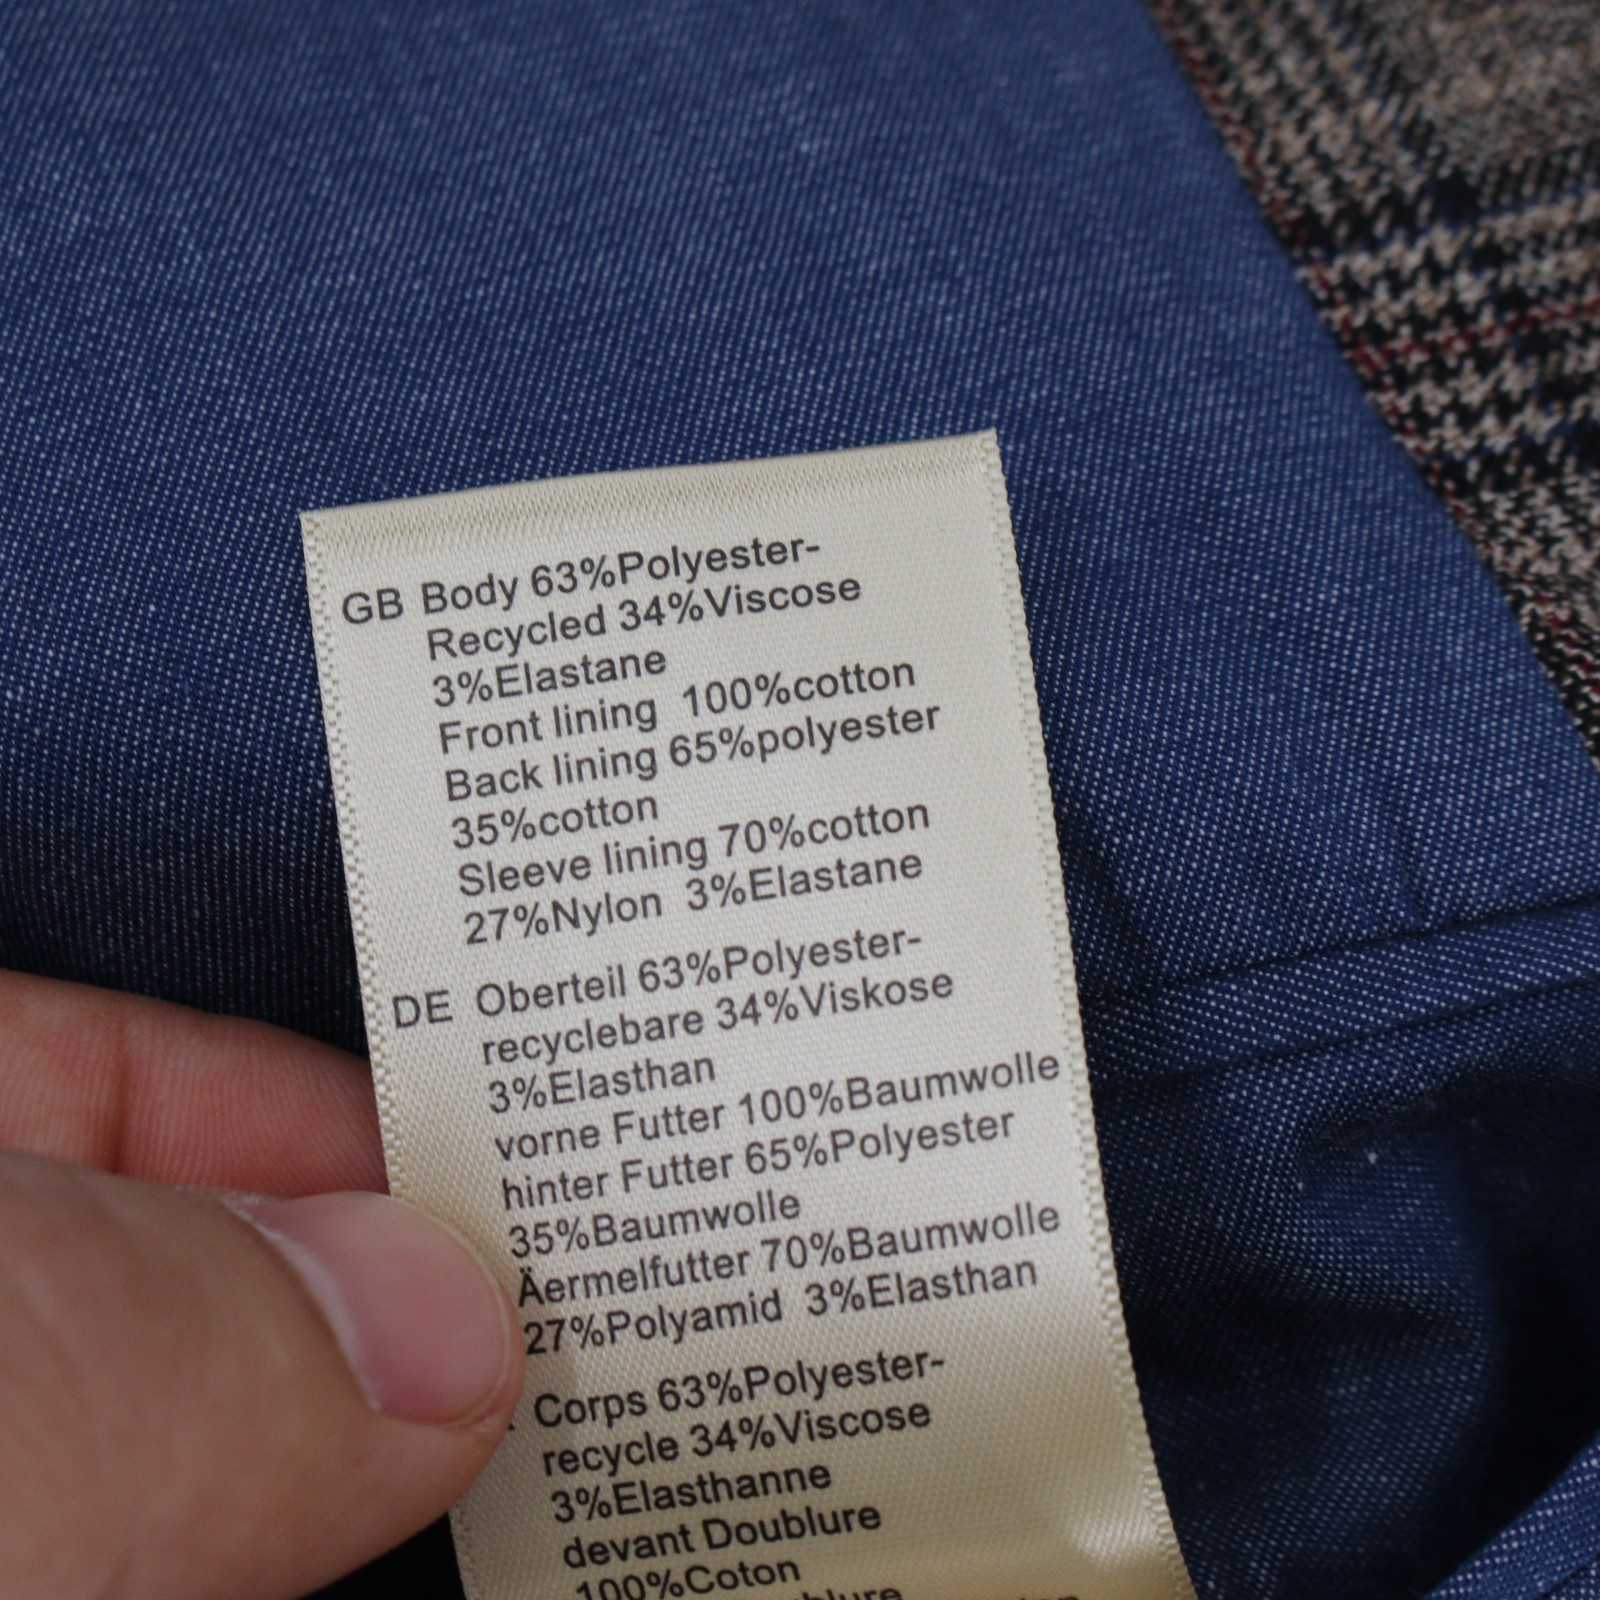 GB Body 63%Polyester-
Recycled 34%Viscose
3%Elastane
Front lining 100%cotton
Back lining 65%polyester
35%cotton
Sleeve lining 70%cotton
27%Nylon 3%Elastane
DE Oberteil 63%Polyester-
recyclebare 34%Viskose
3%Elasthan
vorne Futter 100%Baumwolle
hinter Futter 65%Polyester
35%Baumwolle
Äermelfutter 70%Baumwolle
27%Polyamid 3%Elasthan
Corps 63%Polyester-
recycle 34%Viscose
3%Elasthanne
devant Doublure
100%Coton